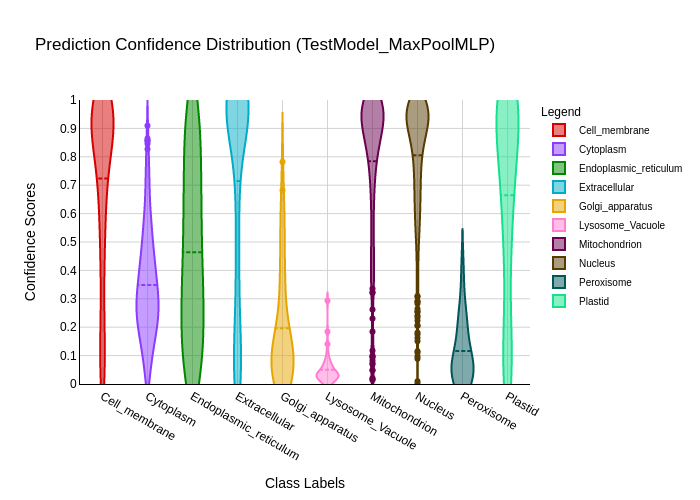 Prediction Confidence Distribution (TestModel_MaxPoolMLP)
Legend
Cell_membrane
Cytoplasm
Endoplasmic_reticulum
Extracellular
Golgi_apparatus
Lysosome_Vacuole
Mitochondrion
Nucleus
Peroxisome
Plastid
Confidence Scores
1
0.9
0.8
0.7
0.6
0.5
0.4
0.3
0.2
0.1
0
Cell_membrane
Cytoplasm
Endoplasmic_reticulum
Extracellular
Golgi_apparatus
Lysosome_Vacuole
Mitochondrion
Nucleus
Peroxisome
Plastid
Class Labels